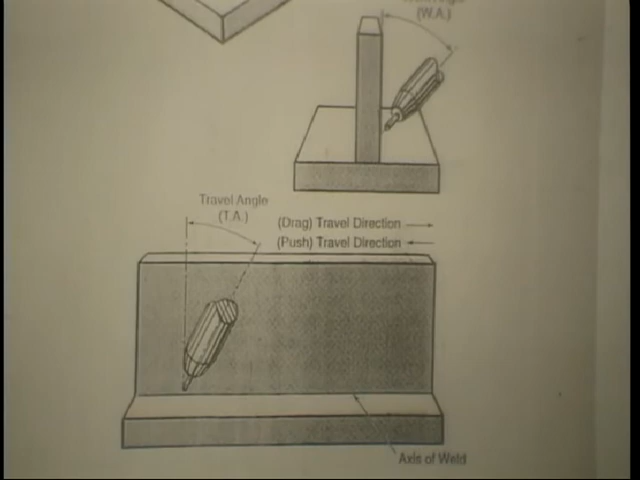 (W.A.)
Travel Angle
(T.A.)
(Drag) Travel Direction
(Push) Travel Direction
Axis of Weld